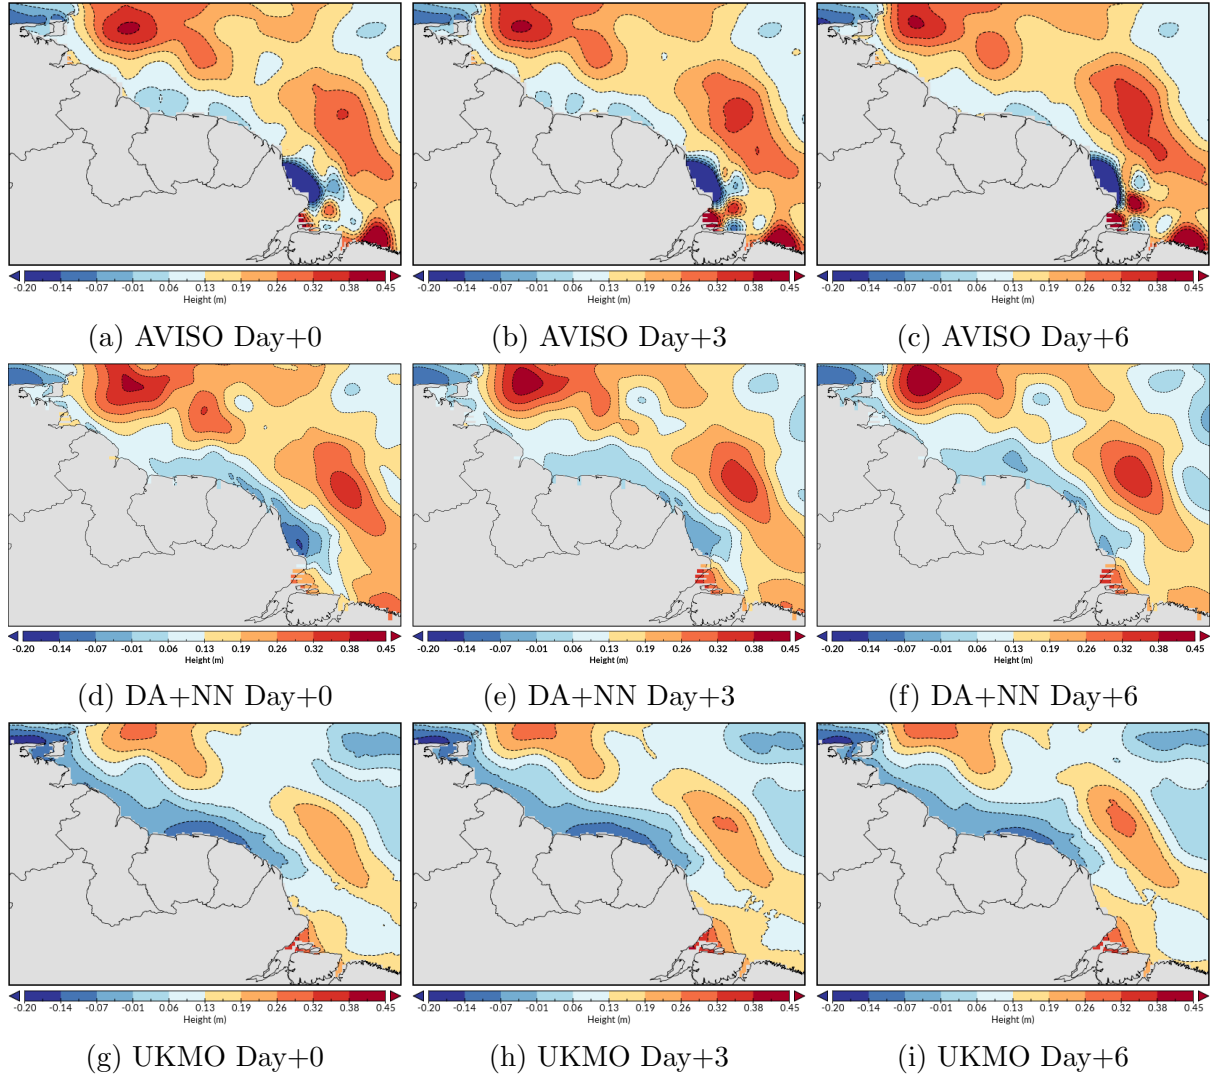 -0.20 -0.14 -0.07 -0.01 0.06 0.13 0.19 0.26 0.32 0.38 0.45
Height (m)
(a) AVISO Day+0
-0.20 -0.14 -0.07 -0.01 0.06 0.13 0.19 0.26 0.32 0.38 0.45
Height (m)
(b) AVISO Day+3
-0.20 -0.14 -0.07 -0.01 0.06 0.13 0.19 0.26 0.32 0.38 0.45
Height (m)
(c) AVISO Day+6
-0.20 -0.14 -0.07 -0.01 0.06 0.13 0.19 0.26 0.32 0.38 0.45
Height (m)
(d) DA+NN Day+0
-0.20 -0.14 -0.07 -0.01 0.06 0.13 0.19 0.26 0.32 0.38 0.45
Height (m)
(e) DA+NN Day+3
-0.20 -0.14 -0.07 -0.01 0.06 0.13 0.19 0.26 0.32 0.38 0.45
Height (m)
(f) DA+NN Day+6
-0.20 -0.14 -0.07 -0.01 0.06 0.13 0.19 0.26 0.32 0.38 0.45
Height (m)
(g) UKMO Day+0
-0.20 -0.14 -0.07 -0.01 0.06 0.13 0.19 0.26 0.32 0.38 0.45
Height (m)
(h) UKMO Day+3
-0.20 -0.14 -0.07 -0.01 0.06 0.13 0.19 0.26 0.32 0.38 0.45
Height (m)
(i) UKMO Day+6